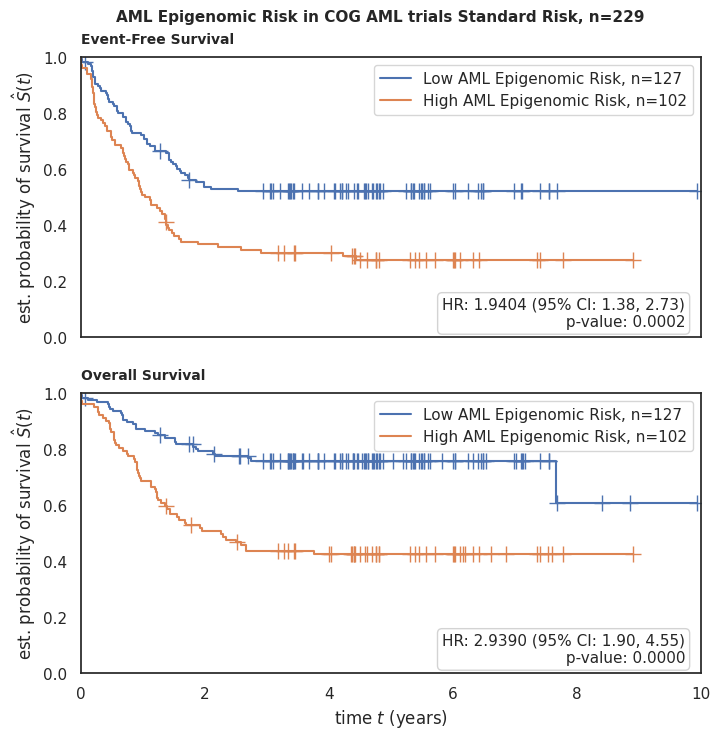 AML Epigenomic Risk in COG AML trials Standard Risk, n=229
Event-Free Survival
1.0
0.8
0.6
0.4
0.2
0.0
est. probability of survival Ŝ(t)
Low AML Epigenomic Risk, n=127
High AML Epigenomic Risk, n=102
HR: 1.9404 (95% CI: 1.38, 2.73)
p-value: 0.0002
Overall Survival
1.0
0.8
0.6
0.4
0.2
0.0
est. probability of survival Ŝ(t)
Low AML Epigenomic Risk, n=127
High AML Epigenomic Risk, n=102
HR: 2.9390 (95% CI: 1.90, 4.55)
p-value: 0.0000
0 2 4 6 8 10
time t (years)